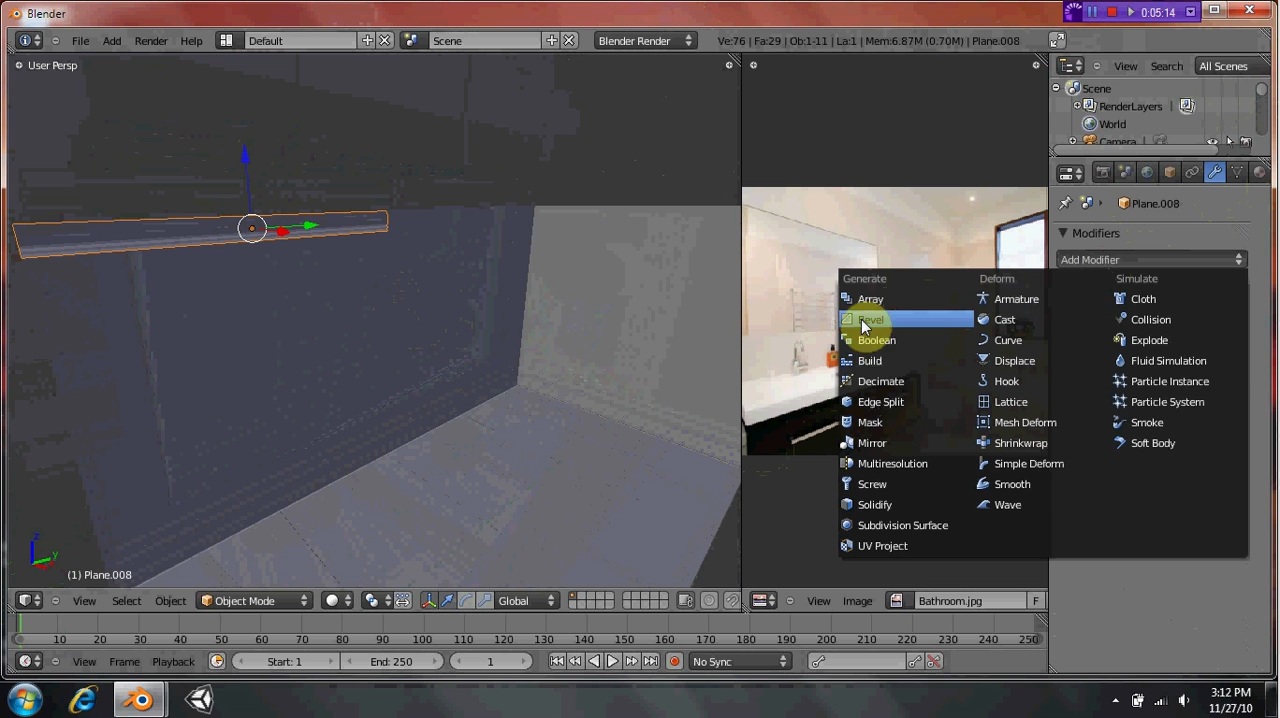 Blender
0:05:14
File Add Render Help Default Scene Blender Render Ve:76 | Fa:29 | Ob:1-11 | La:1 | Mem:6.87M (0.70M) | Plane.008
User Persp
View Search All Scenes
Scene
RenderLayers
World
Camera
Plane.008
Modifiers
Add Modifier
Generate Deform Simulate
Array Armature Cloth
Bevel Cast Collision
Boolean Curve Explode
Build Displace Fluid Simulation
Decimate Hook Particle Instance
Edge Split Lattice Particle System
Mask Mesh Deform Smoke
Mirror Shrinkwrap Soft Body
Multiresolution Simple Deform
Screw Smooth
Solidify Wave
Subdivision Surface
UV Project
z
y
(1) Plane.008
View Select Object Object Mode Global View Image Bathroom.jpg F
10 20 30 40 50 60 70 80 90 100 110 120 130 140 150 160 170 180 190 200 210 220 230 240 250
View Frame Playback Start: 1 End: 250 1 No Sync
3:12 PM
11/27/10